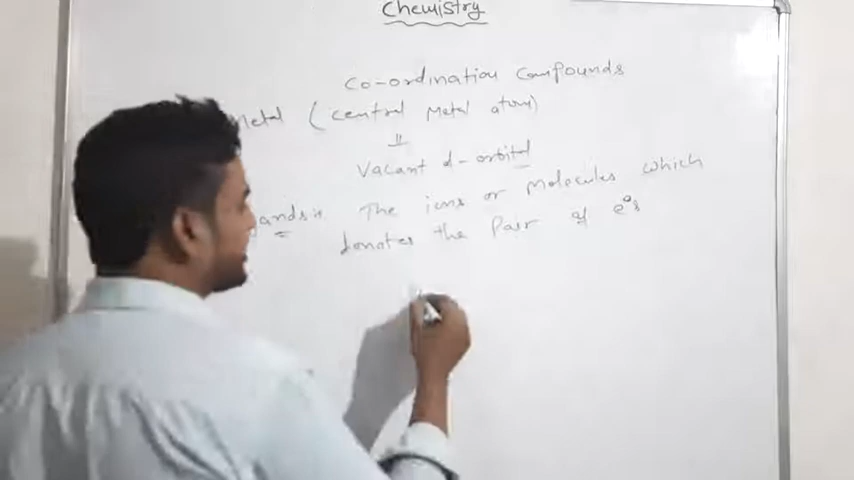 Chemistry
Co-ordination Compounds
Metal (central Metal atom)
Vacant d-orbital
ands :: The ions or Molecules which
donates the Pair of e⁻s